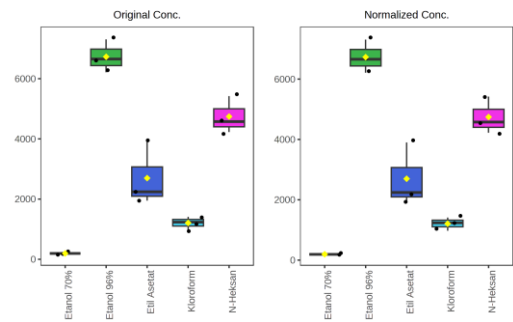 Original Conc.
6000
4000
2000
0
Etanol 70%
Etanol 96%
Etil Asetat
Kloroform
N-Heksan
Normalized Conc.
6000
4000
2000
0
Etanol 70%
Etanol 96%
Etil Asetat
Kloroform
N-Heksan